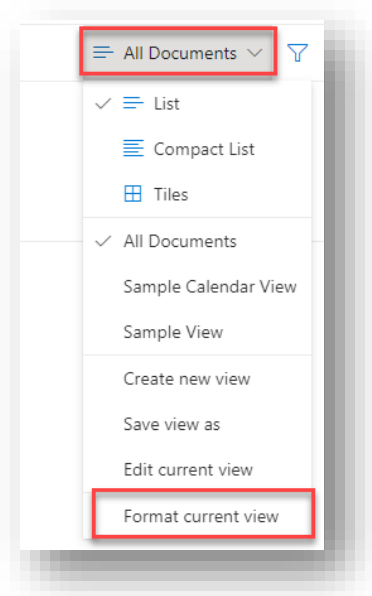 All Documents
List
Compact List
Tiles
All Documents
Sample Calendar View
Sample View
Create new view
Save view as
Edit current view
Format current view